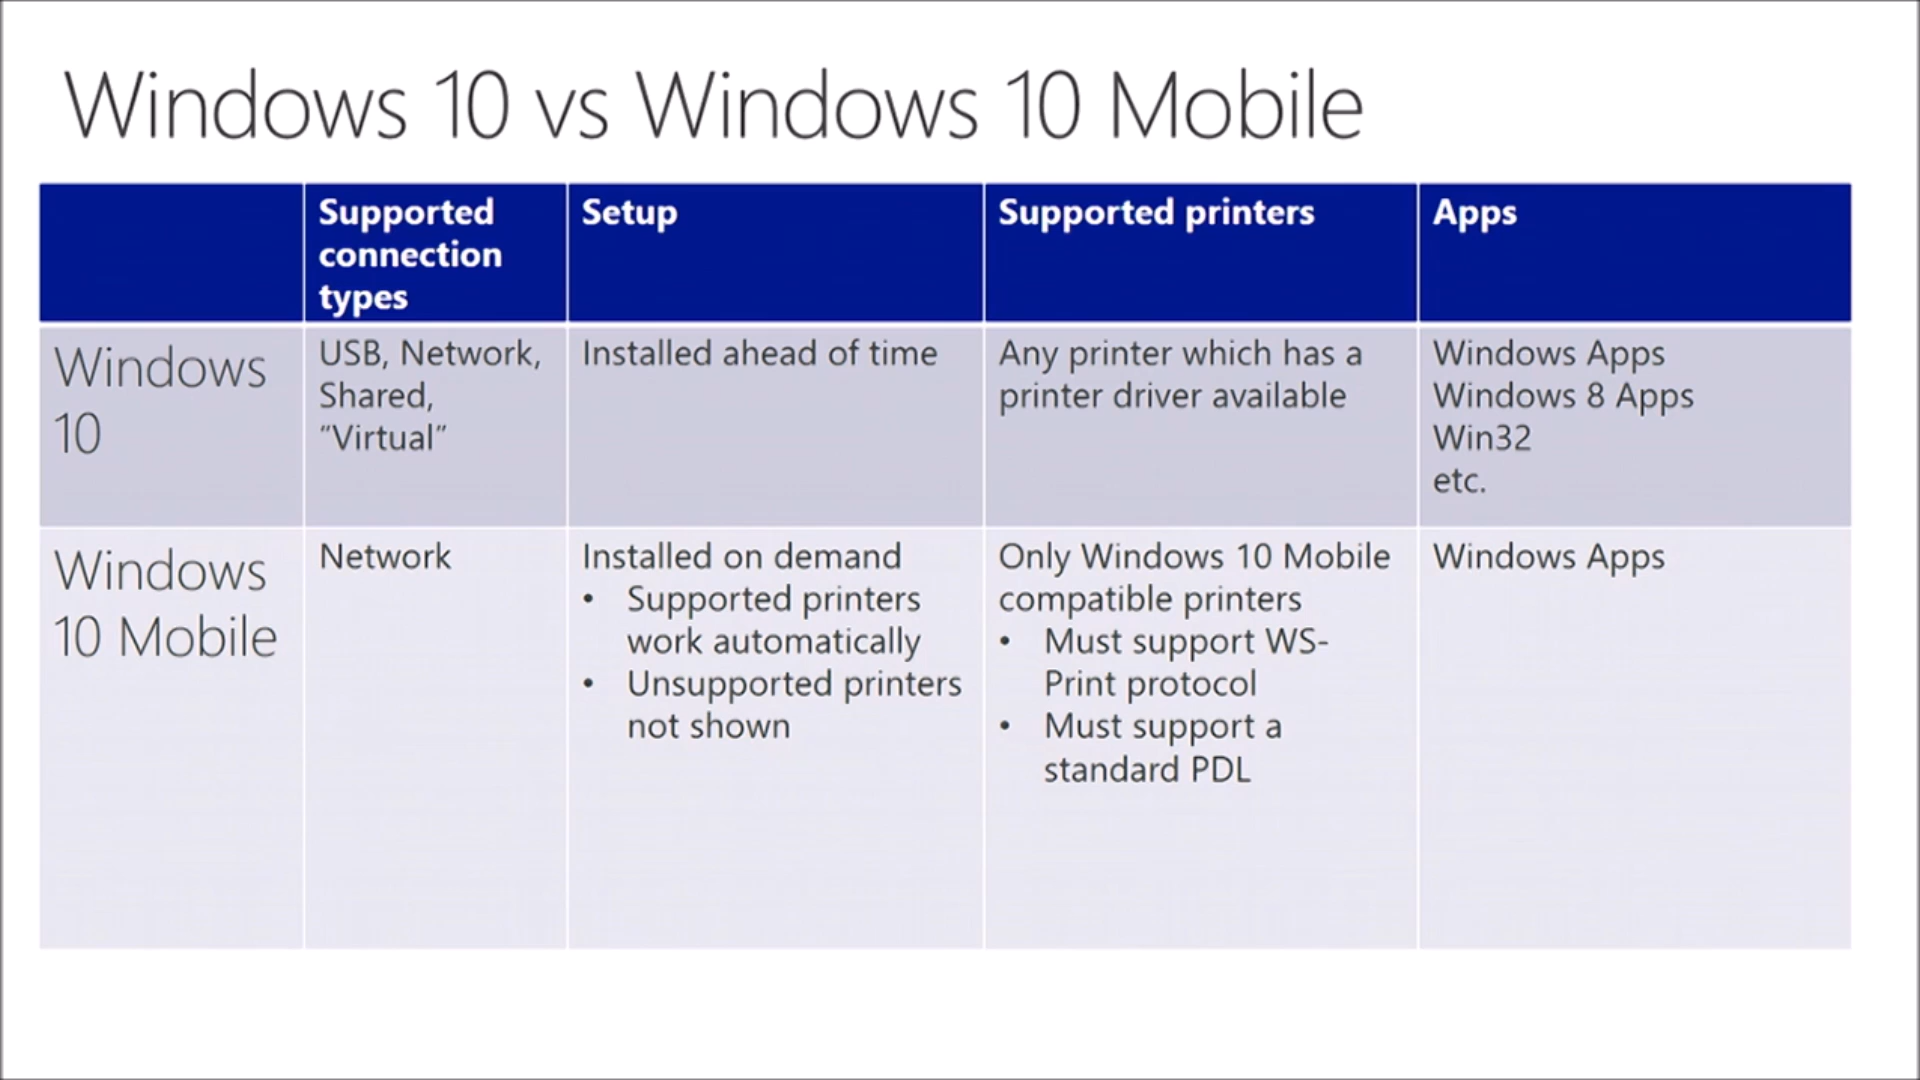 Windows 10 vs Windows 10 Mobile
Supported
connection
types
Setup
Supported printers
Apps
Windows
10
USB, Network,
Shared,
“Virtual”
Installed ahead of time
Any printer which has a
printer driver available
Windows Apps
Windows 8 Apps
Win32
etc.
Windows
10 Mobile
Network
Installed on demand
• Supported printers
work automatically
• Unsupported printers
not shown
Only Windows 10 Mobile
compatible printers
• Must support WS-
Print protocol
• Must support a
standard PDL
Windows Apps